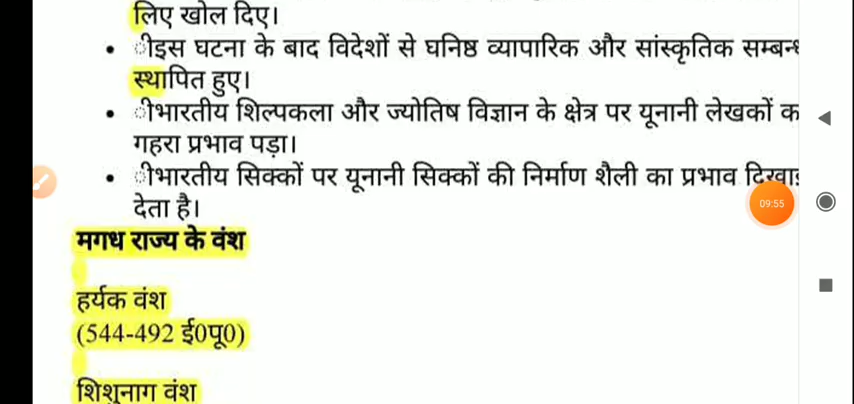 लिए खोल दिए।
• ीइस घटना के बाद विदेशों से घनिष्ठ व्यापारिक और सांस्कृतिक
स्थापित हुए।
• ीभारतीय शिल्पकला और ज्योतिष विज्ञान के क्षेत्र पर यूनानी लेखकों
गहरा प्रभाव पड़ा।
• ीभारतीय सिक्कों पर यूनानी सिक्कों की निर्माण शैली का प्रभाव
देता है।
09:55
मगध राज्य के वंश
हर्यक वंश
(544-492 ई0पू0)
शिशुनाग वंश